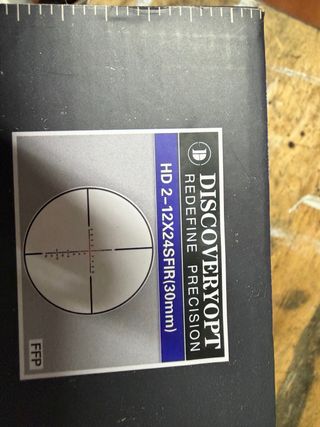 DISCOVERYOPT
REDEFINE PRECISION
HD 2-12X24SFIR(30mm)
FFP